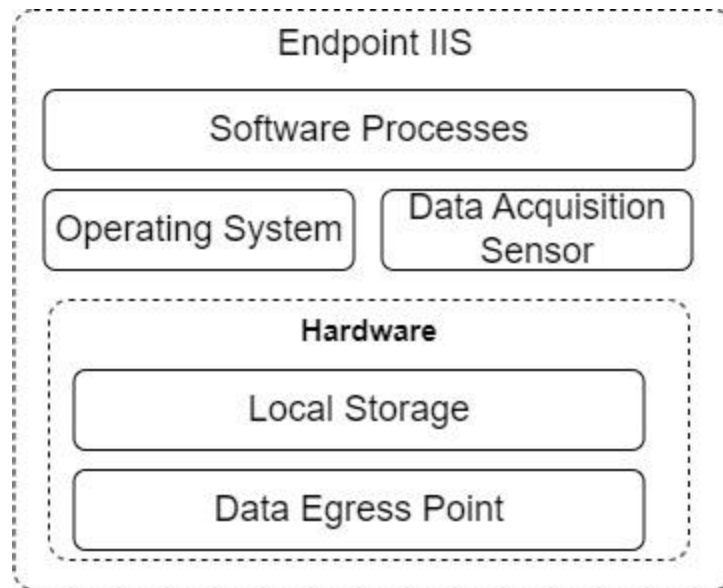 Endpoint IIS
Software Processes
Operating System
Data Acquisition
Sensor
Hardware
Local Storage
Data Egress Point